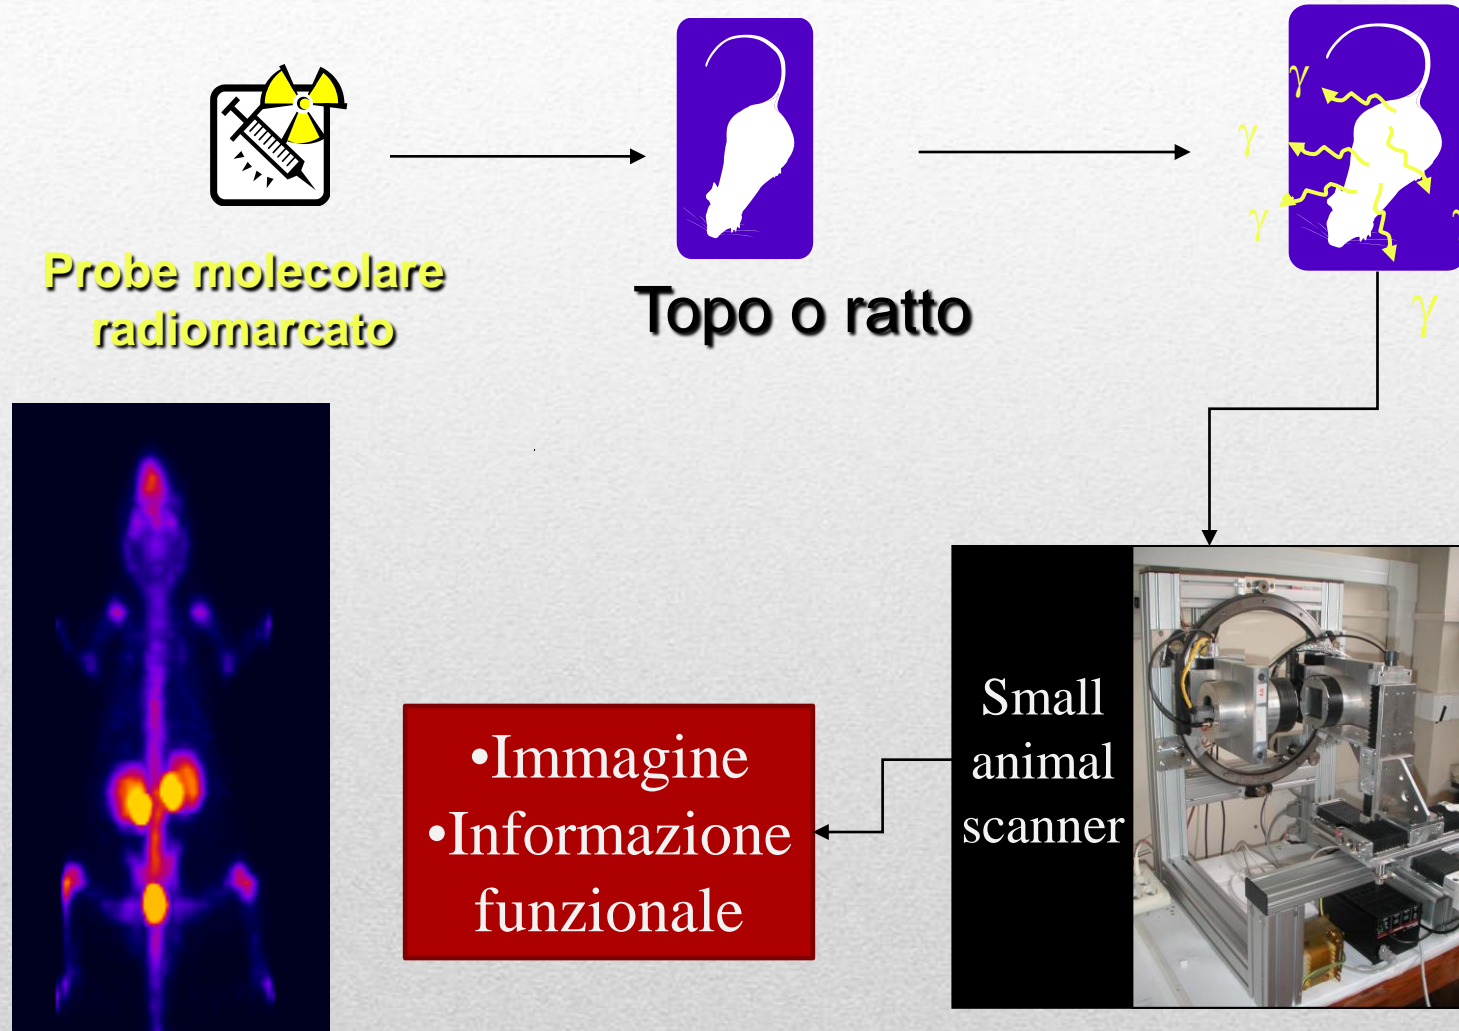 γ
γ
γ
γ
γ
Probe molecolare
radiomarcato
Topo o ratto
Small
animal
scanner
•Immagine
•Informazione
funzionale